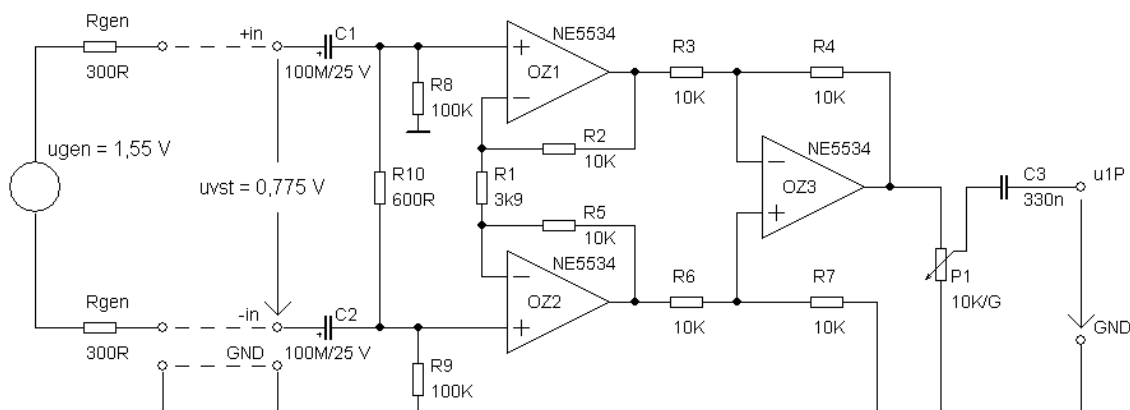 Rgen
300R
+in
C1
100M/25 V
R8
100K
NE5534
OZ1
R3
10K
R4
10K
ugen = 1,55 V
uvst = 0,775 V
R10
600R
R2
10K
R1
3k9
R5
10K
NE5534
OZ3
C3
330n
u1P
Rgen
300R
-in
GND
C2
100M/25 V
R9
100K
NE5534
OZ2
R6
10K
R7
10K
P1
10K/G
GND